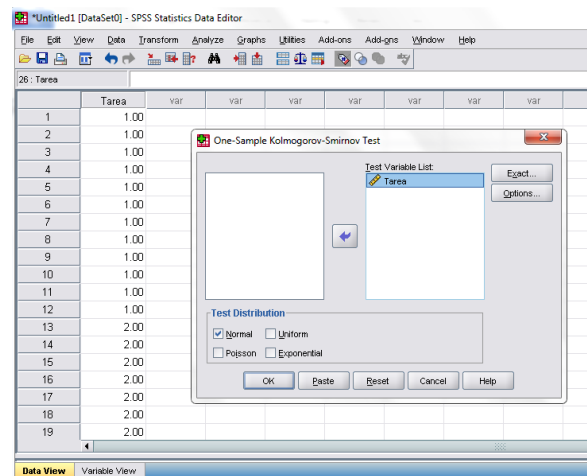 *Untitled1 [DataSet0] - SPSS Statistics Data Editor
File Edit View Data Transform Analyze Graphs Utilities Add-ons Add-ons Window Help
26 : Tarea
Tarea var var var var var var
1 1.00
2 1.00
3 1.00
4 1.00
5 1.00
6 1.00
7 1.00
8 1.00
9 1.00
10 1.00
11 1.00
12 1.00
13 2.00
14 2.00
15 2.00
16 2.00
17 2.00
18 2.00
19 2.00
One-Sample Kolmogorov-Smirnov Test
Test Variable List:
Tarea
Exact...
Options...
Test Distribution
Normal Uniform
Poisson Exponential
OK Paste Reset Cancel Help
Data View Variable View